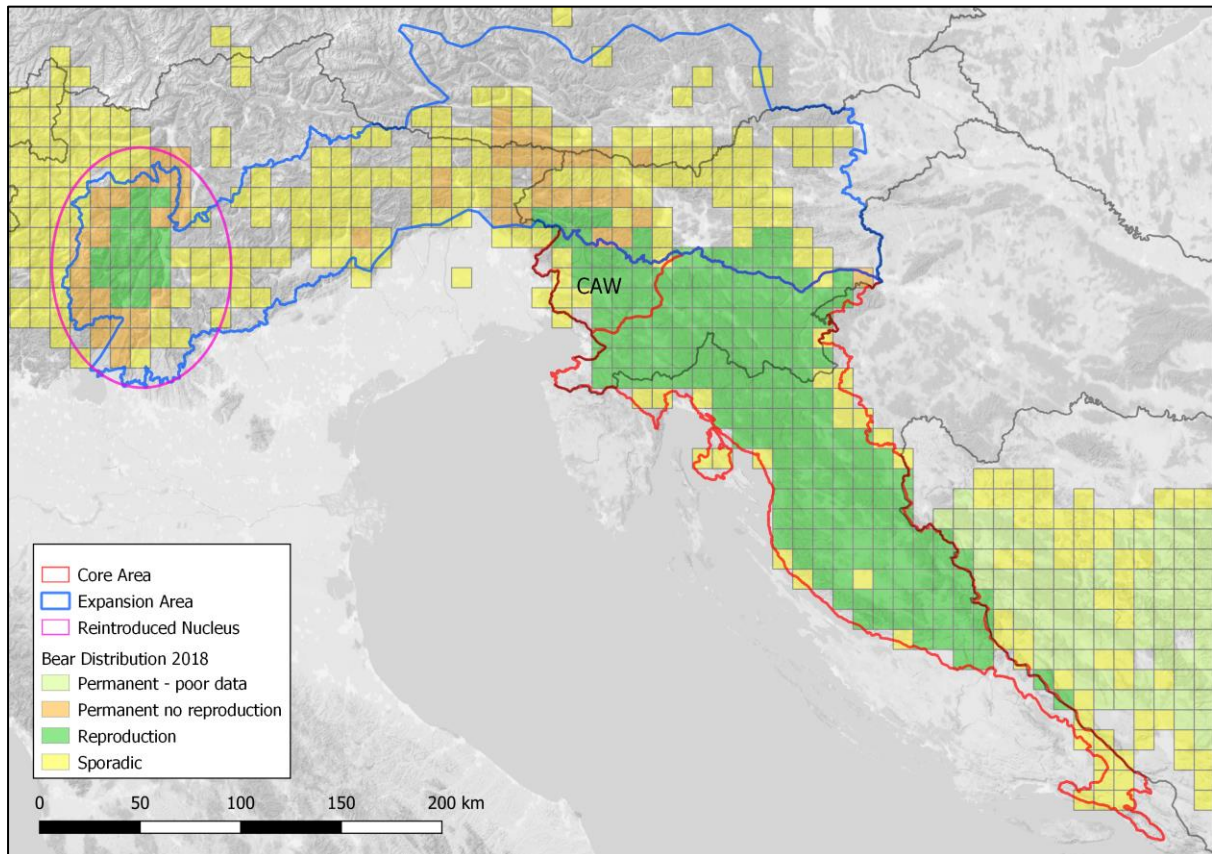 CAW
Core Area
Expansion Area
Reintroduced Nucleus
Bear Distribution 2018
Permanent - poor data
Permanent no reproduction
Reproduction
Sporadic
0 50 100 150 200 km